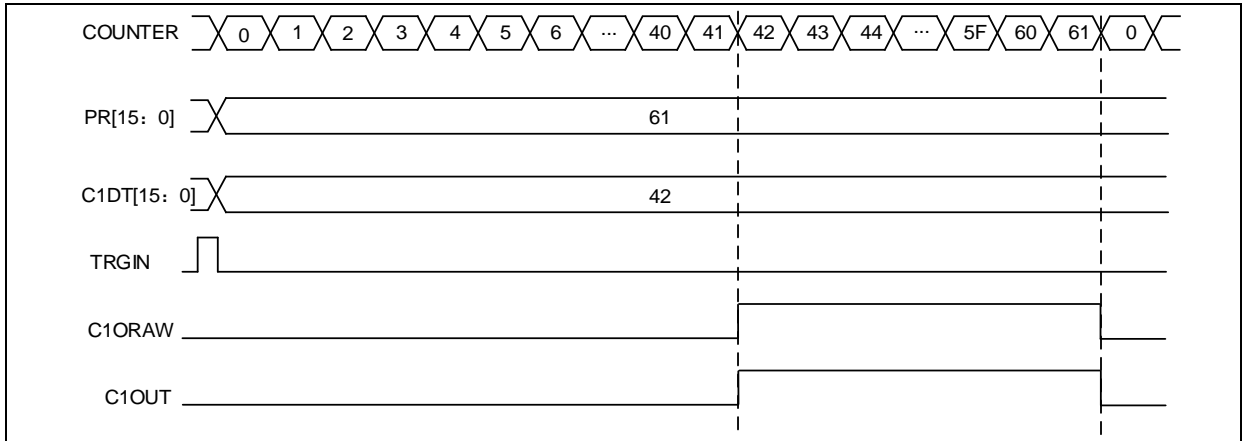 COUNTER 0 1 2 3 4 5 6 ... 40 41 42 43 44 ... 5F 60 61 0
PR[15：0] 61
C1DT[15：0] 42
TRGIN
C1ORAW
C1OUT